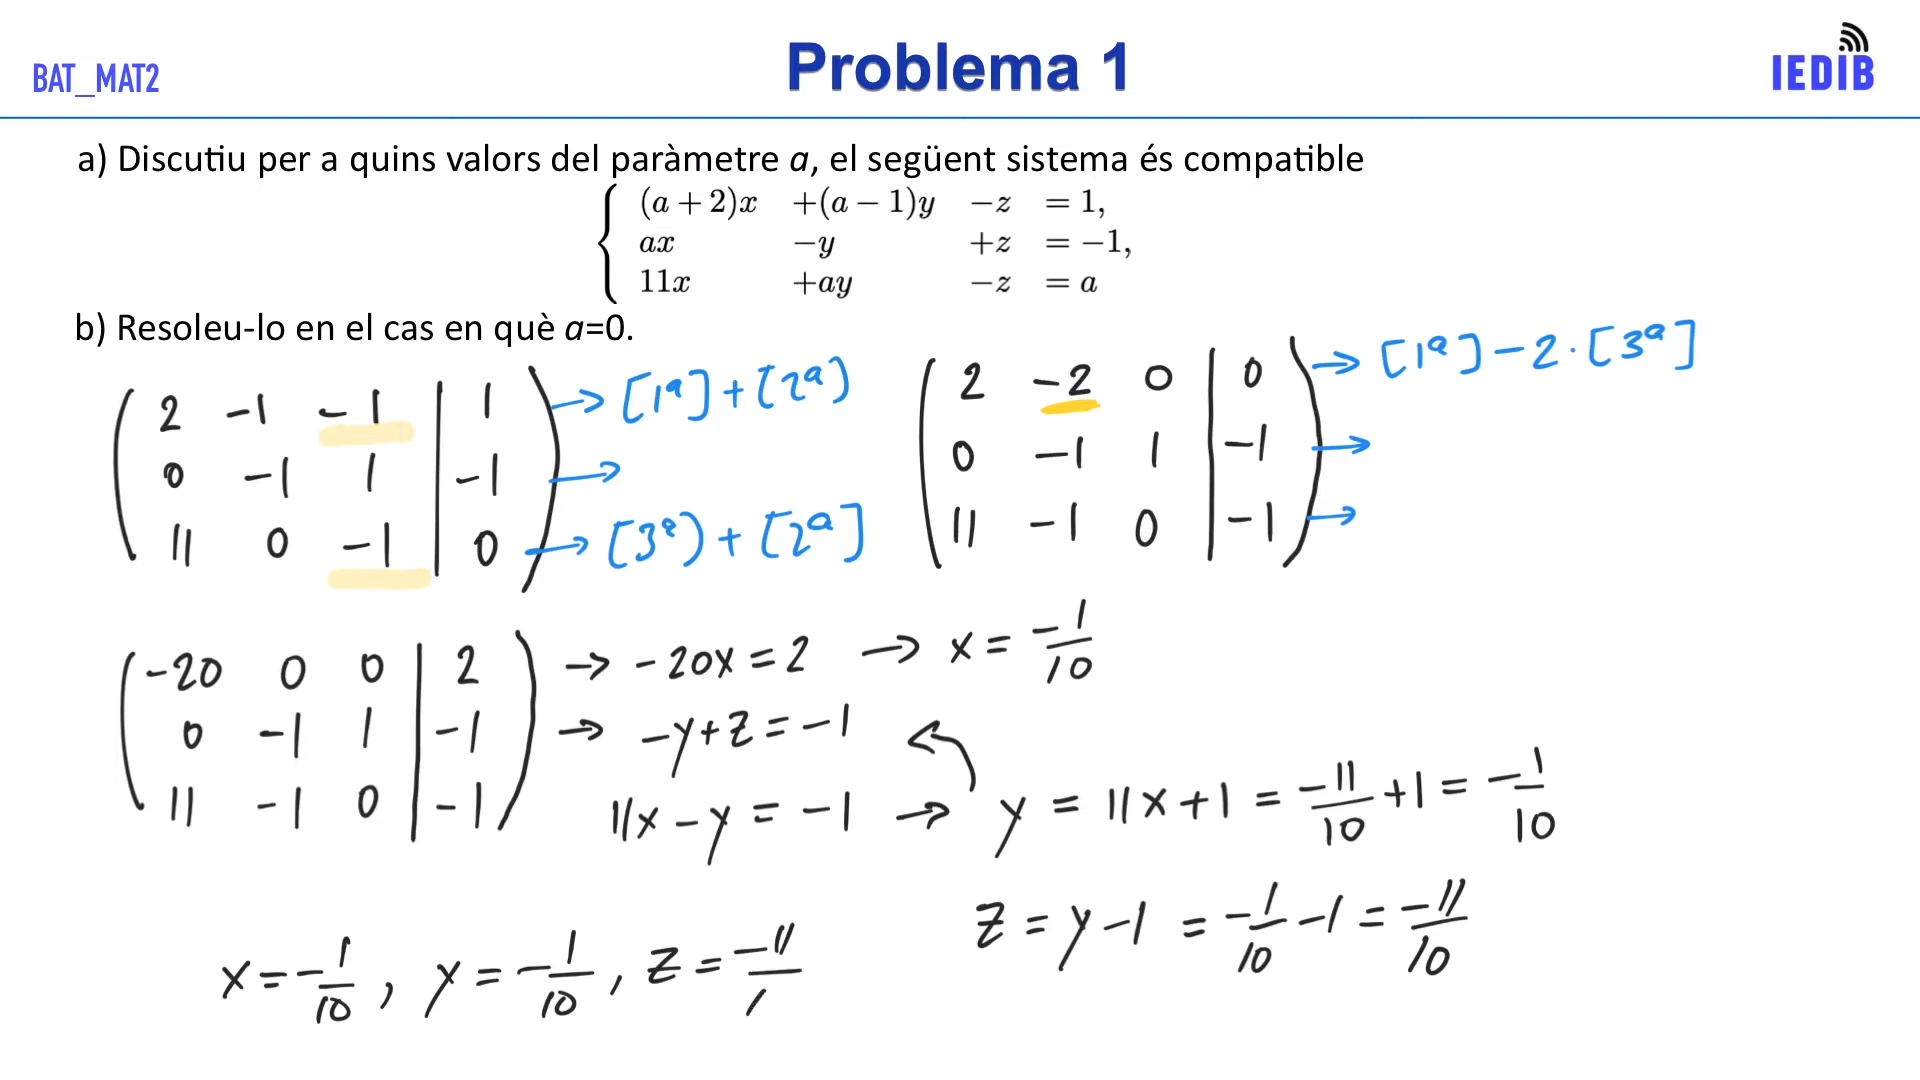 BAT_MAT2
Problema 1
IEDIB
a) Discutiu per a quins valors del paràmetre a, el següent sistema és compatible
(a + 2)x +(a − 1)y −z = 1,
ax −y +z = −1,
11x +ay −z = a
b) Resoleu-lo en el cas en què a=0.
2 -1 -1 | 1 → [1ª]+[2ª]
0 -1 1 | -1 →
11 0 -1 | 0 → [3ª)+[2ª]
2 -2 0 | 0 → [1ª]-2·[3ª]
0 -1 1 | -1 →
11 -1 0 | -1 →
-20 0 0 | 2 → -20x = 2 → x = -1/10
0 -1 1 | -1 → -y+z = -1
11 -1 0 | -1 11x - y = -1 → y = 11x+1 = -11/10 +1 = -1/10
z = y-1 = -1/10 -1 = -11/10
x = -1/10, y = -1/10, z = -11/1